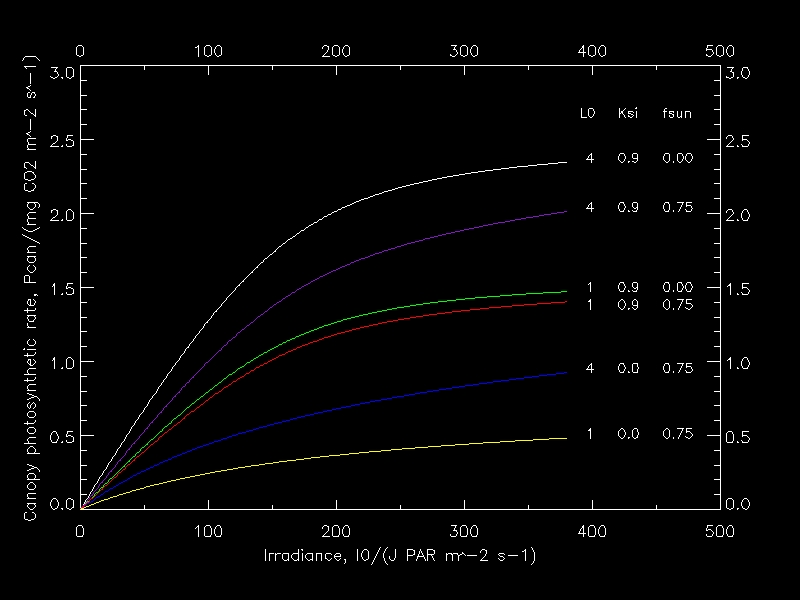 0 100 200 300 400 500
3.0 3.0
L0 Ksi fsun
2.5 2.5
4 0.9 0.00
4 0.9 0.75
2.0 2.0
1.5 1 0.9 0.00 1.5
1 0.9 0.75
1.0 4 0.0 0.75 1.0
0.5 1 0.0 0.75 0.5
0.0 0.0
0 100 200 300 400 500
Irradiance, I0/(J PAR m^-2 s-1)
Canopy photosynthetic rate, Pcan/(mg CO2 m^-2 s^-1)